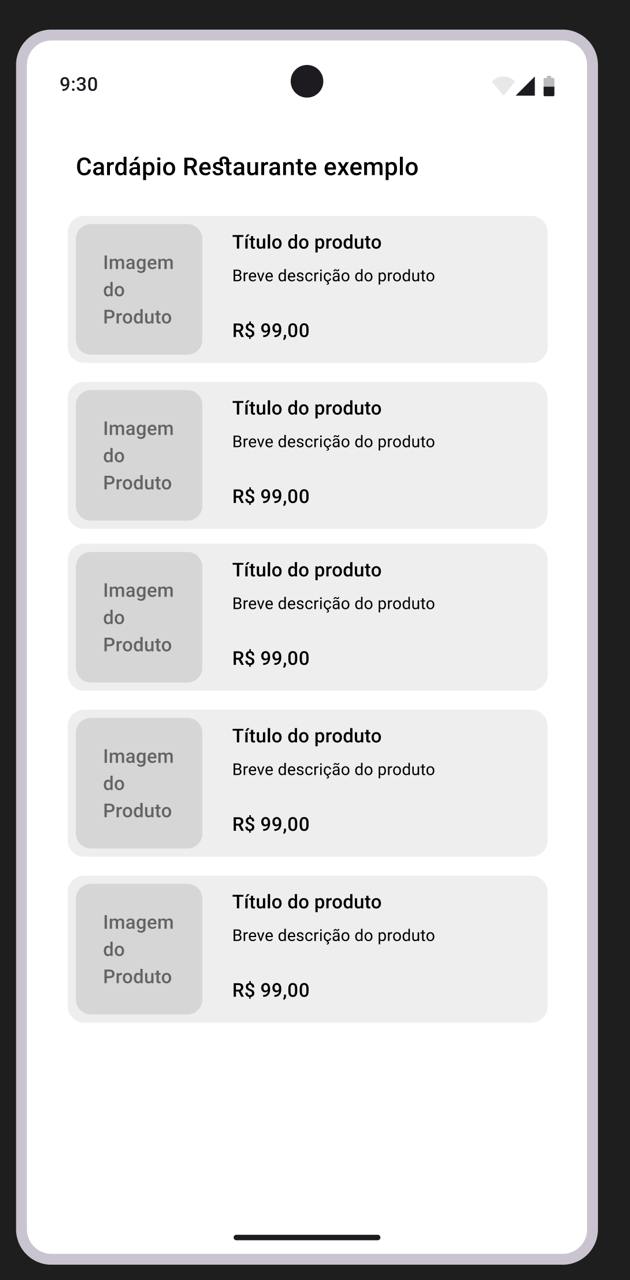 9:30
Cardápio Restaurante exemplo
Imagem
do
Produto
Título do produto
Breve descrição do produto
R$ 99,00
Imagem
do
Produto
Título do produto
Breve descrição do produto
R$ 99,00
Imagem
do
Produto
Título do produto
Breve descrição do produto
R$ 99,00
Imagem
do
Produto
Título do produto
Breve descrição do produto
R$ 99,00
Imagem
do
Produto
Título do produto
Breve descrição do produto
R$ 99,00